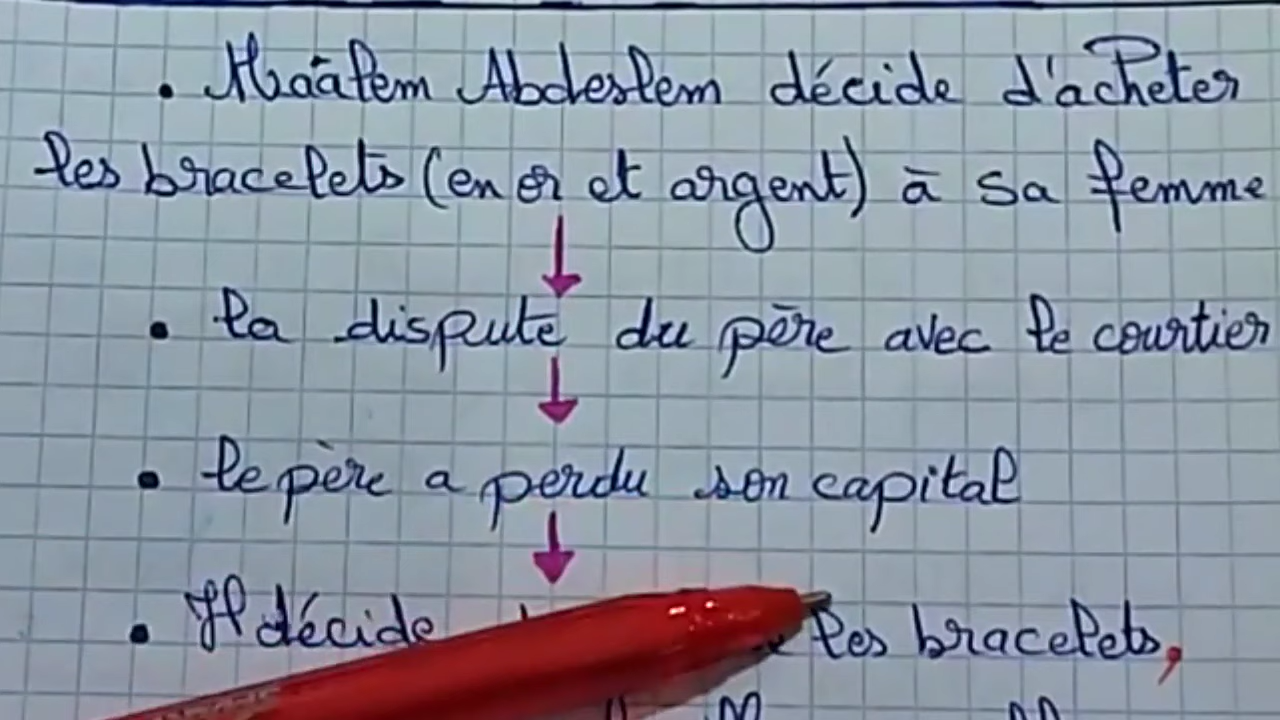 • Maâlem Abdeslem décide d'acheter
les bracelets (en or et argent) à sa femme
• la dispute du père avec le courtier
• le père a perdu son capital
• Il décide les bracelets,